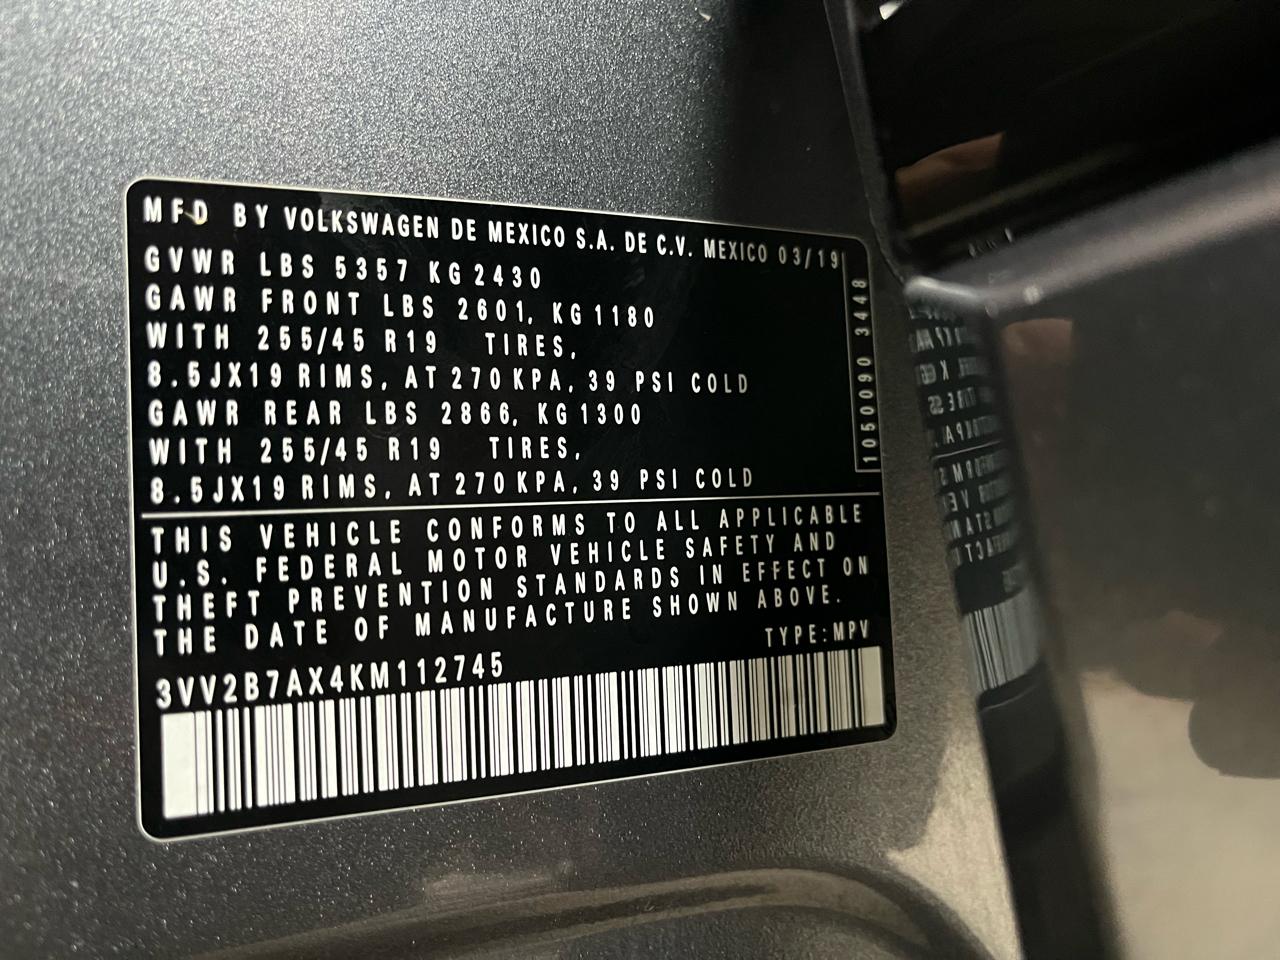 MFD BY VOLKSWAGEN DE MEXICO S.A. DE C.V. MEXICO 03/19
GVWR LBS 5357 KG 2430
GAWR FRONT LBS 2601, KG 1180
WITH 255/45 R19 TIRES,
8.5JX19 RIMS, AT 270 KPA, 39 PSI COLD
GAWR REAR LBS 2866, KG 1300
WITH 255/45 R19 TIRES,
8.5JX19 RIMS, AT 270 KPA, 39 PSI COLD
1050090 3448
THIS VEHICLE CONFORMS TO ALL APPLICABLE
U.S. FEDERAL MOTOR VEHICLE SAFETY AND
THEFT PREVENTION STANDARDS IN EFFECT ON
THE DATE OF MANUFACTURE SHOWN ABOVE.
TYPE:MPV
3VV2B7AX4KM112745